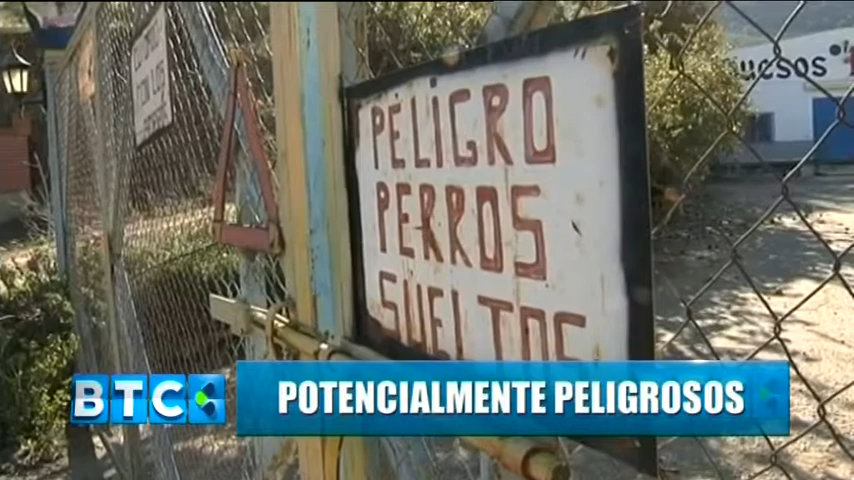 PELIGRO
PERROS
SUELTOS
BTC
POTENCIALMENTE PELIGROSOS